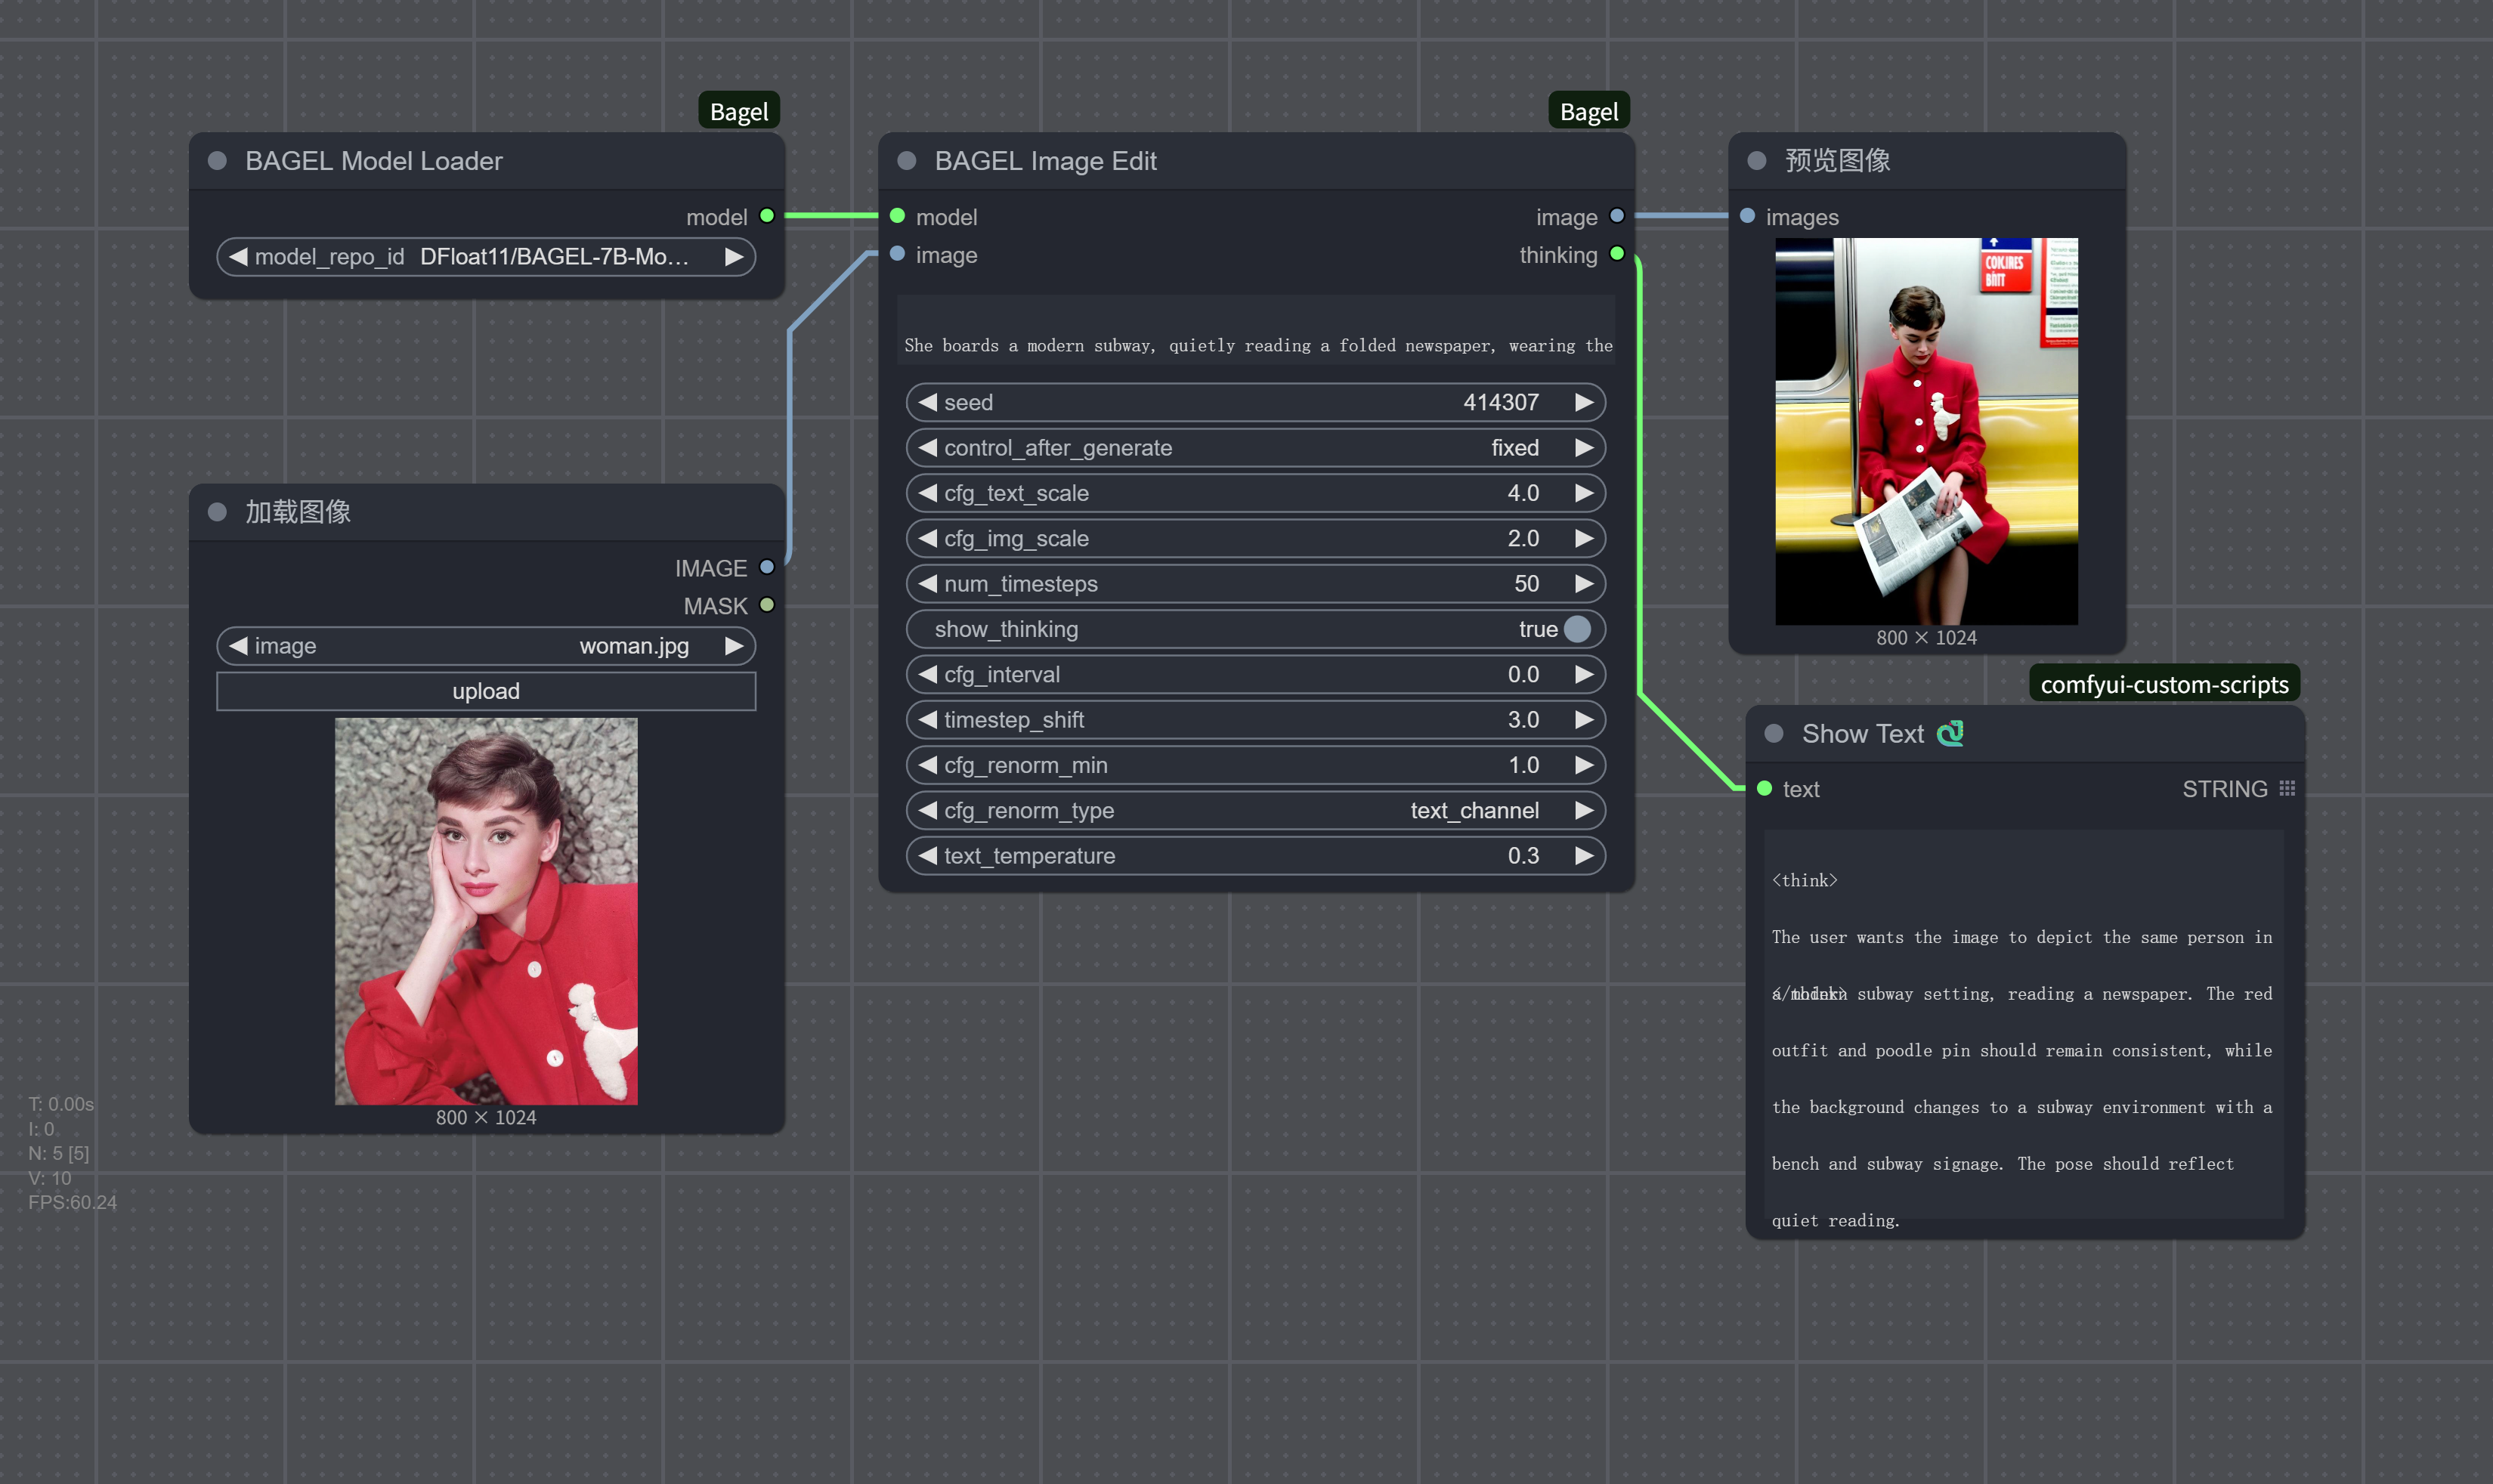 Bagel
BAGEL Model Loader
model
model_repo_id DFloat11/BAGEL-7B-Mo...
加载图像
IMAGE
MASK
image woman.jpg
upload
800 × 1024
Bagel
BAGEL Image Edit
model
image
image
thinking
She boards a modern subway, quietly reading a folded newspaper, wearing the
seed 414307
control_after_generate fixed
cfg_text_scale 4.0
cfg_img_scale 2.0
num_timesteps 50
show_thinking true
cfg_interval 0.0
timestep_shift 3.0
cfg_renorm_min 1.0
cfg_renorm_type text_channel
text_temperature 0.3
预览图像
images
COKINES
BITT
800 × 1024
comfyui-custom-scripts
Show Text
text
STRING
<think>
The user wants the image to depict the same person in
</think>
a modern subway setting, reading a newspaper. The red
outfit and poodle pin should remain consistent, while
the background changes to a subway environment with a
bench and subway signage. The pose should reflect
quiet reading.
T: 0.00s
I: 0
N: 5 [5]
V: 10
FPS:60.24